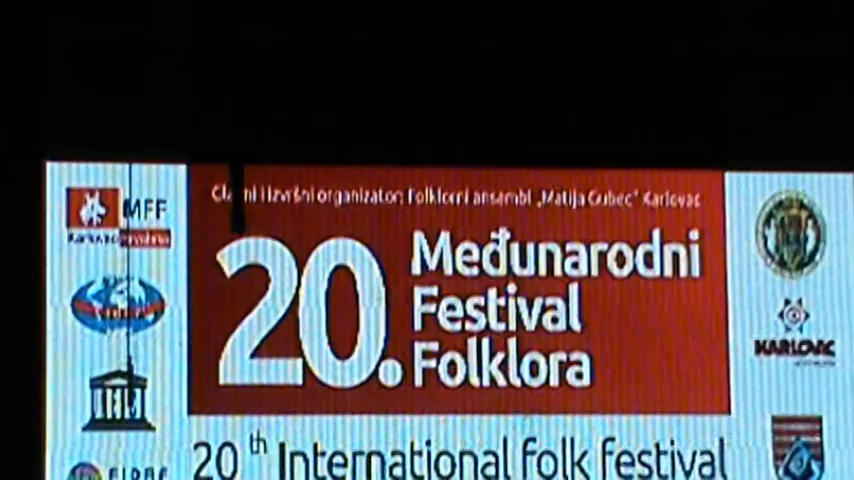 Glavni i izvršni organizator: Folklorni ansambl „Matija Gubec" Karlovac
MFF
20.
Međunarodni
Festival
Folklora
KARLOVAC
20th International folk festival